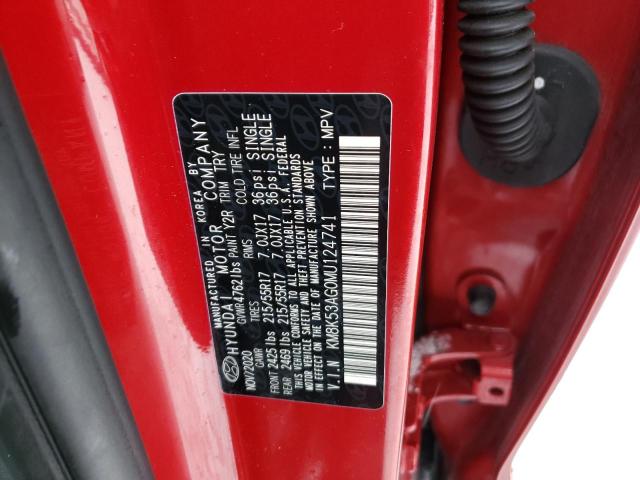 MANUFACTURED IN KOREA BY
HYUNDAI MOTOR COMPANY
NOV/2020 GVWR 4762 lbs PAINT Y2R TRIM TRY
GAWR TIRES RIMS COLD TIRE INFL
FRONT 2425 lbs 215/55R17 7.0JX17 36psi SINGLE
REAR 2469 lbs 215/55R17 7.0JX17 36psi SINGLE
THIS VEHICLE CONFORMS TO ALL APPLICABLE U.S.A. FEDERAL
MOTOR VEHICLE SAFETY AND THEFT PREVENTION STANDARDS
IN EFFECT ON THE DATE OF MANUFACTURE SHOWN ABOVE.
V.I.N KM8K53AG0MU124741 TYPE : MPV